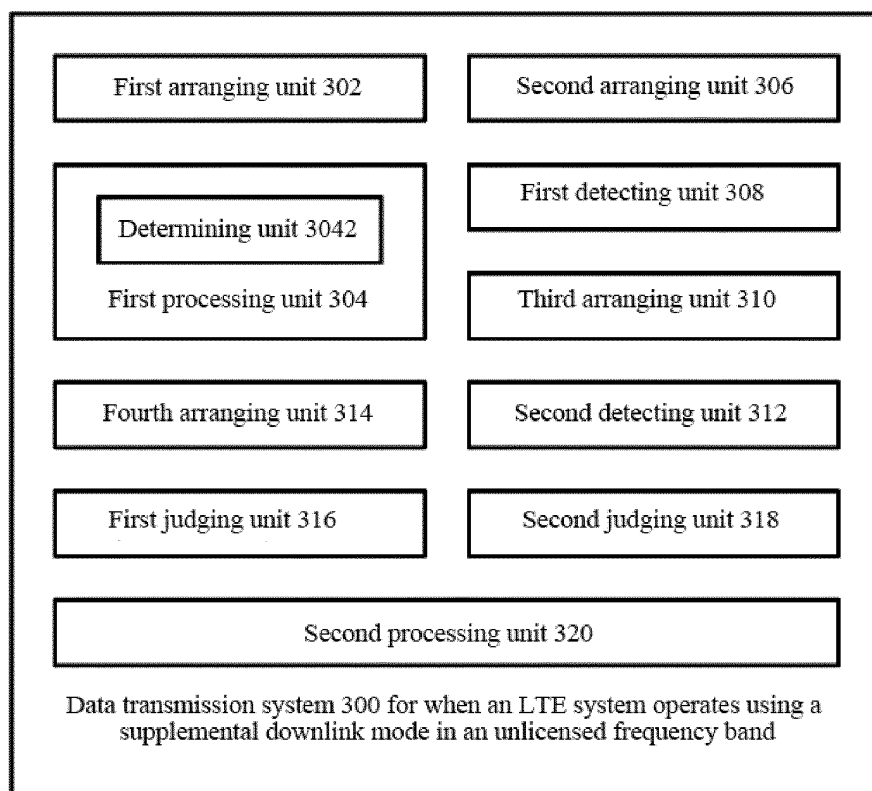 First arranging unit 302
Second arranging unit 306
Determining unit 3042
First processing unit 304
First detecting unit 308
Third arranging unit 310
Fourth arranging unit 314
Second detecting unit 312
First judging unit 316
Second judging unit 318
Second processing unit 320
Data transmission system 300 for when an LTE system operates using a
supplemental downlink mode in an unlicensed frequency band